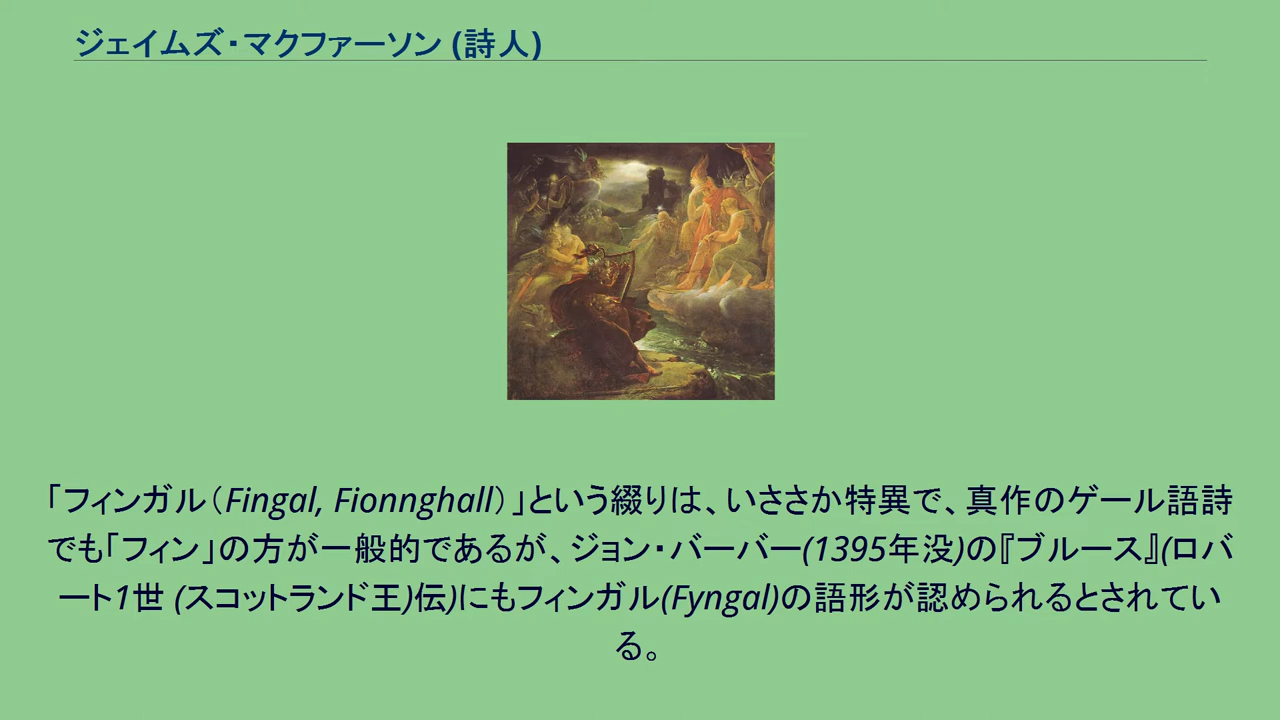 ジェイムズ・マクファーソン (詩人)
「フィンガル（Fingal, Fionnghall）」という綴りは、いささか特異で、真作のゲール語詩
でも「フィン」の方が一般的であるが、ジョン・バーバー(1395年没)の『ブルース』(ロバ
ート1世 (スコットランド王)伝)にもフィンガル(Fyngal)の語形が認められるとされてい
る。